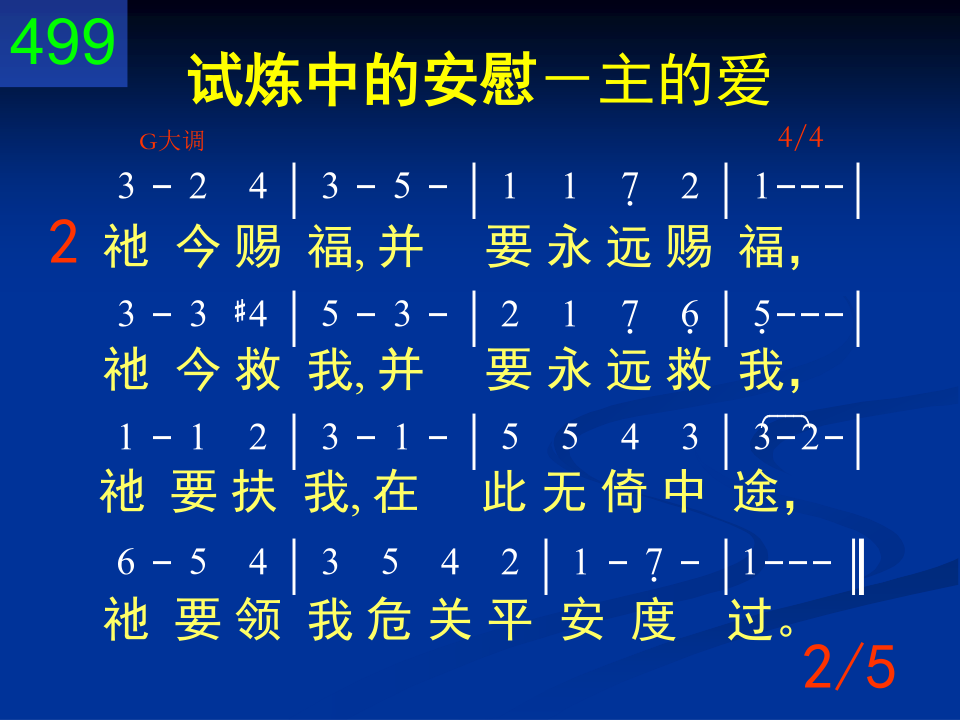 499
试炼中的安慰－主的爱
G大调 4/4
3 - 2 4 | 3 - 5 - | 1 1 7̣ 2 | 1 - - - |
2 祂 今 赐 福, 并 要 永 远 赐 福，
3 - 3 #4 | 5 - 3 - | 2 1 7̣ 6̣ | 5̣ - - - |
祂 今 救 我, 并 要 永 远 救 我，
1 - 1 2 | 3 - 1 - | 5 5 4 3 | 3 - 2 - |
祂 要 扶 我, 在 此 无 倚 中 途，
6 - 5 4 | 3 5 4 2 | 1 - 7̣ - | 1 - - - ‖
祂 要 领 我 危 关 平 安 度 过。
2/5